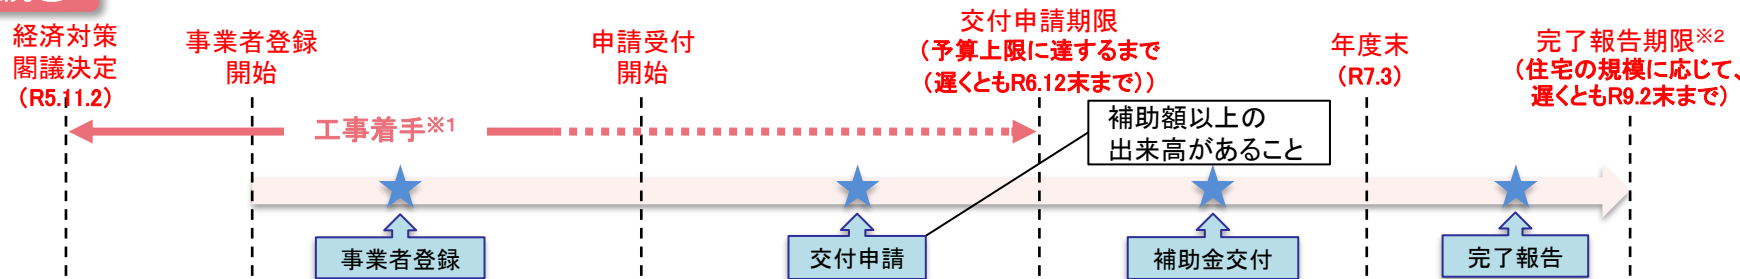 経済対策
閣議決定
（R5.11.2）
事業者登録
開始
申請受付
開始
交付申請期限
（予算上限に達するまで
（遅くともR6.12末まで））
年度末
（R7.3）
完了報告期限※2
（住宅の規模に応じて、
遅くともR9.2末まで）
工事着手※1
補助額以上の
出来高があること
事業者登録
交付申請
補助金交付
完了報告